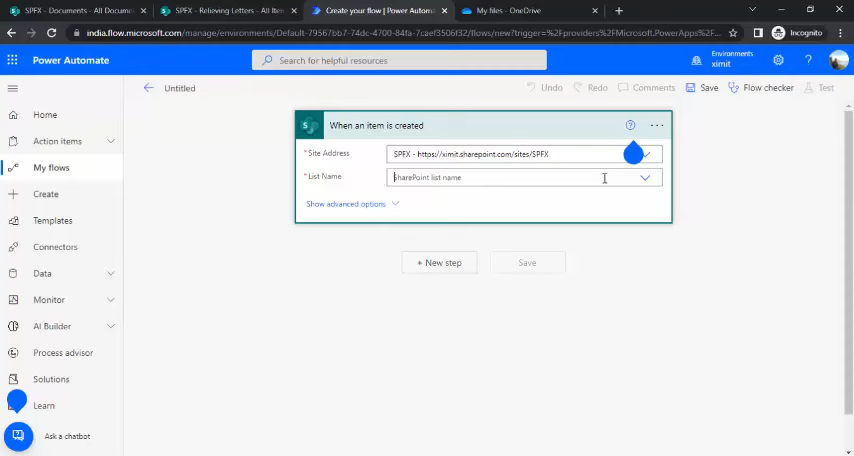 SPFX - Documents - All Docume
SPFX - Relieving Letters - All Iten
Create your flow | Power Automate
My files - OneDrive
india.flow.microsoft.com/manage/environments/Default-79567bb7-74dc-4700-84fa-7caef3506f32/flows/new?trigger=%2Fproviders%2FMicrosoft.PowerApps%2F...
Incognito
Power Automate
Search for helpful resources
Environments
ximit
Untitled
Undo
Redo
Comments
Save
Flow checker
Test
Home
Action items
My flows
Create
Templates
Connectors
Data
Monitor
AI Builder
Process advisor
Solutions
Learn
Ask a chatbot
When an item is created
* Site Address
SPFX - https://ximit.sharepoint.com/sites/SPFX
* List Name
SharePoint list name
Show advanced options
+ New step
Save